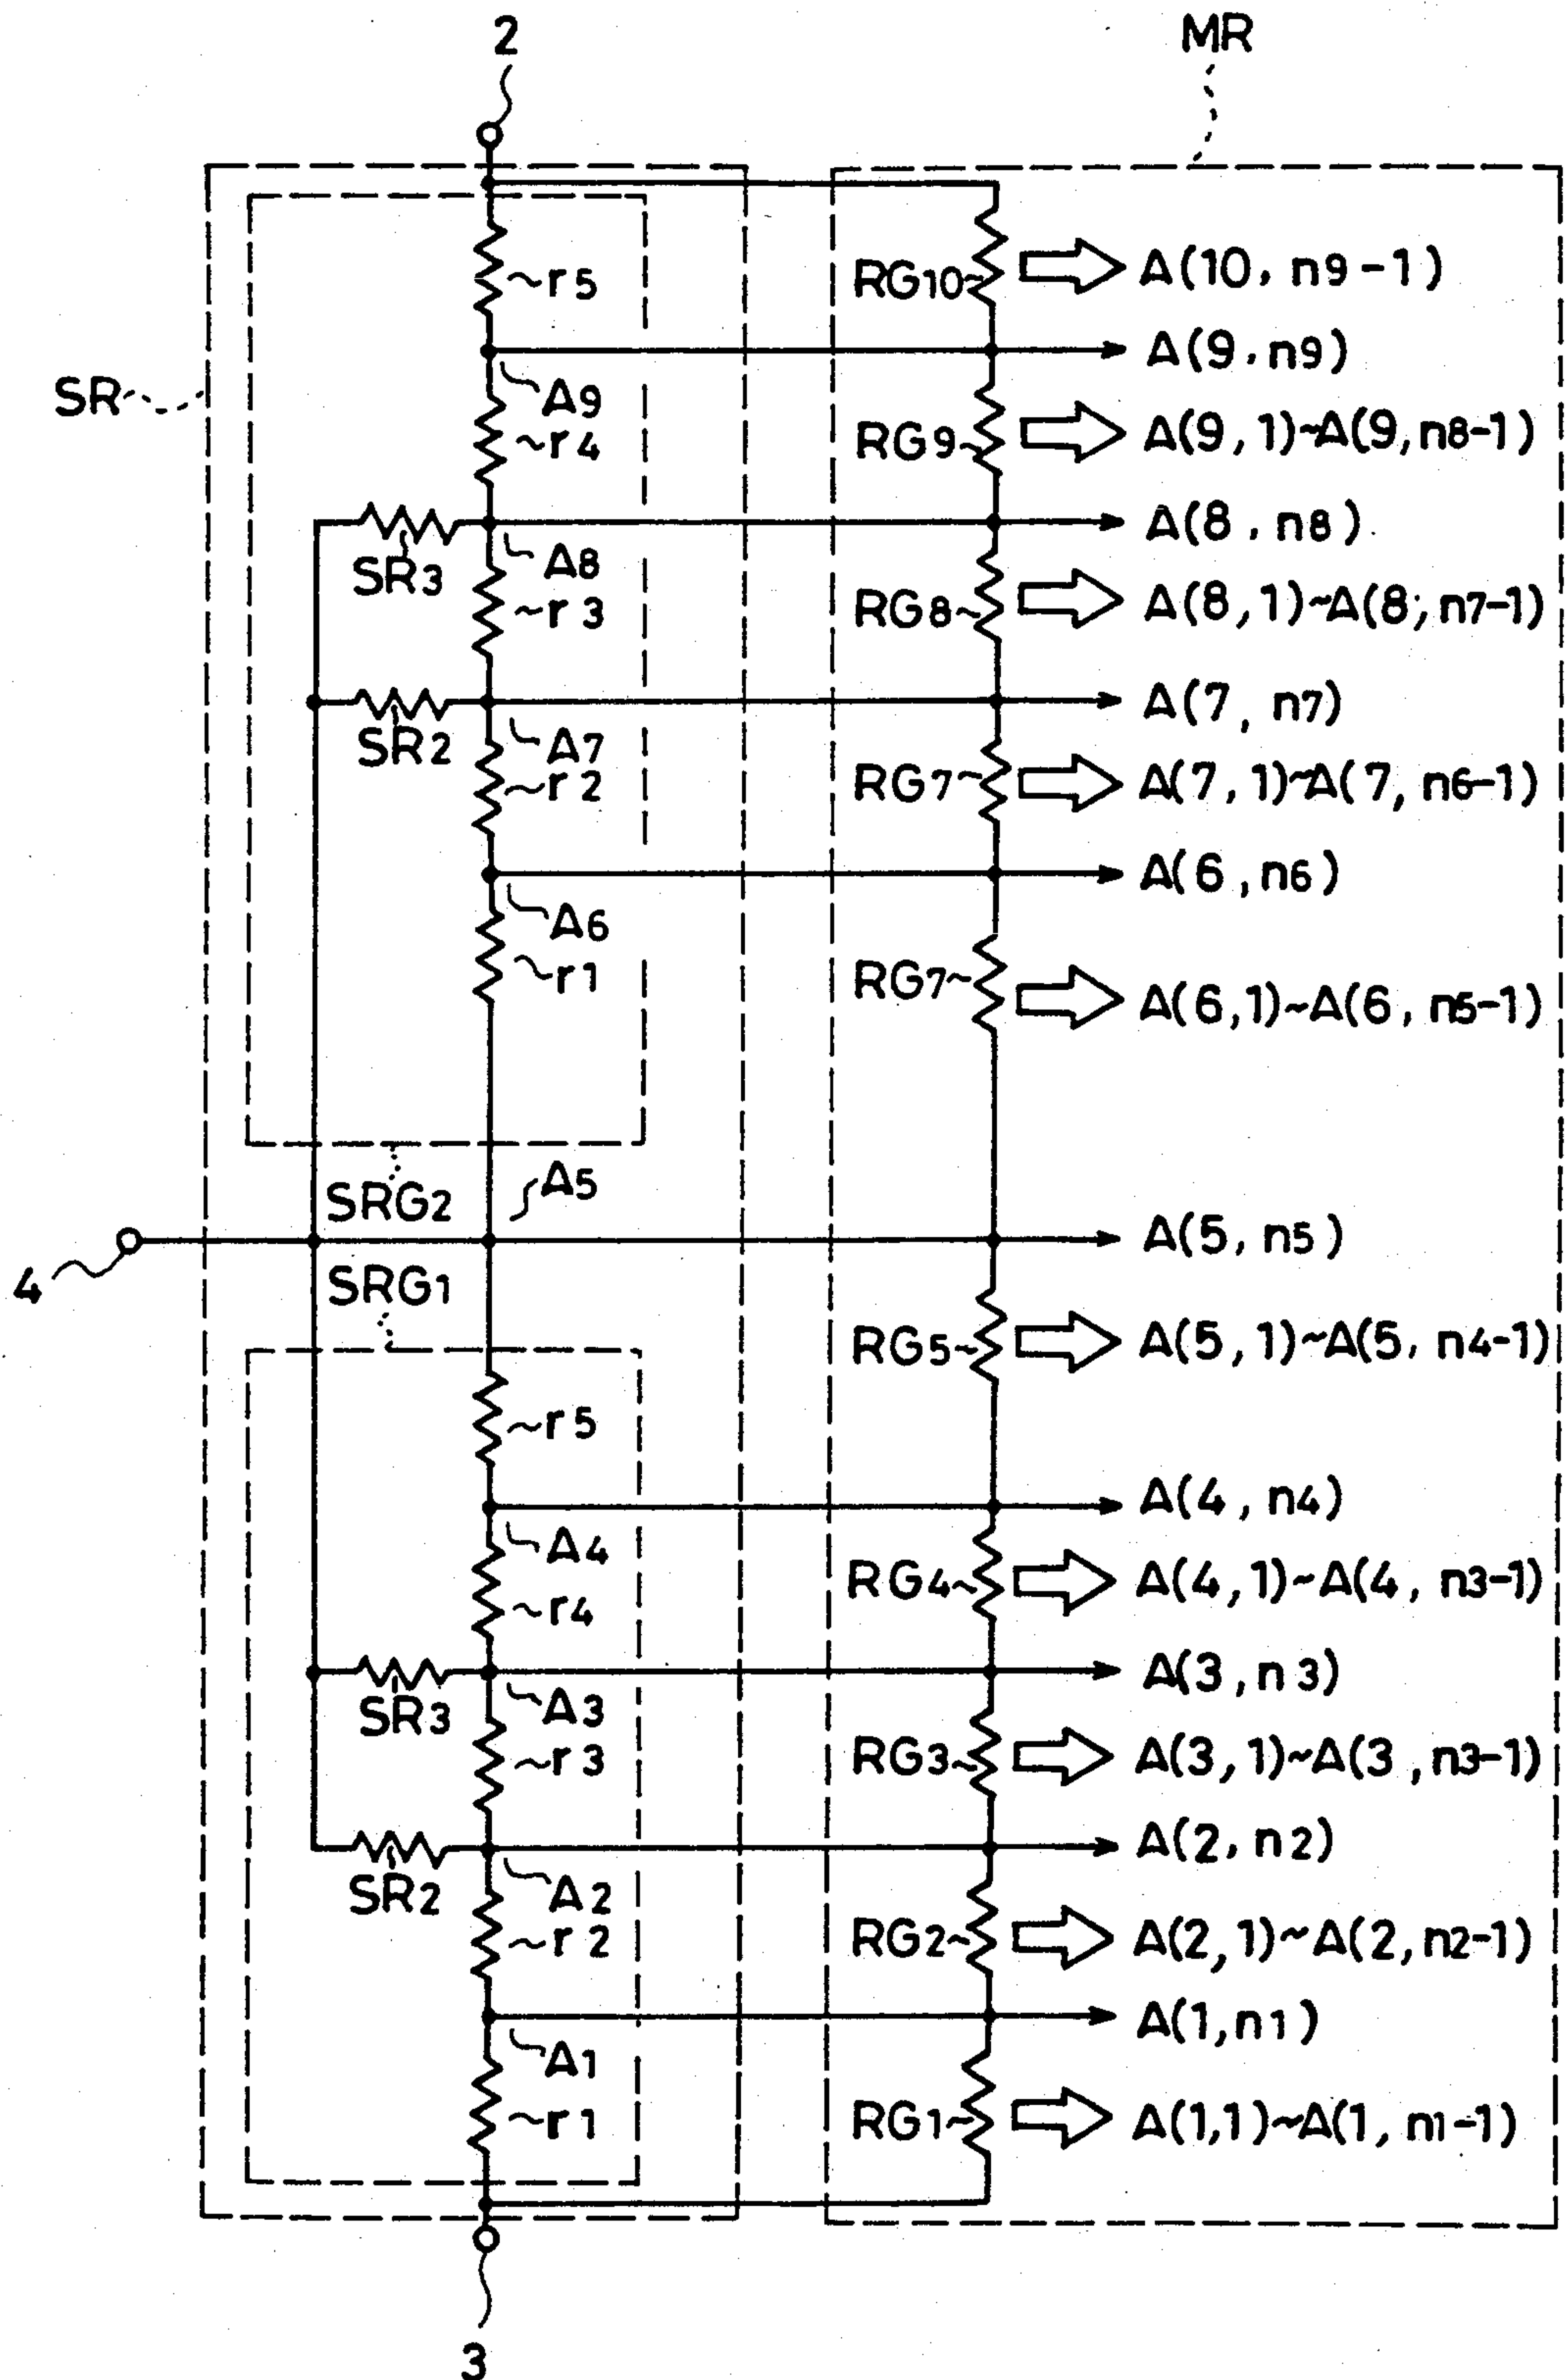 2
MR
r5
RG10
A(10, n9-1)
A(9, n9)
SR
A9
r4
RG9
A(9,1)~A(9,n8-1)
A(8, n8)
SR3
A8
r3
RG8
A(8,1)~A(8,n7-1)
A(7, n7)
SR2
A7
r2
RG7
A(7,1)~A(7, n6-1)
A(6, n6)
A6
r1
RG7
A(6,1)~A(6, n5-1)
SRG2
A5
4
A(5, n5)
SRG1
RG5
A(5,1)~A(5, n4-1)
r5
A(4, n4)
A4
r4
RG4
A(4,1)~A(4, n3-1)
A(3, n3)
SR3
A3
r3
RG3
A(3,1)~A(3, n3-1)
A(2, n2)
SR2
A2
r2
RG2
A(2,1)~A(2,n2-1)
A(1,n1)
A1
r1
RG1
A(1,1)~A(1, n1-1)
3